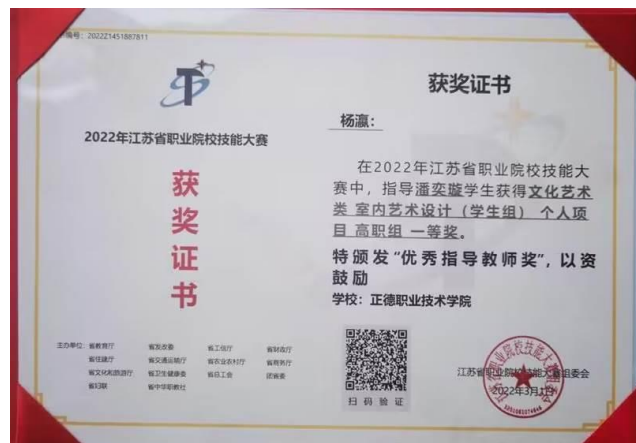 编号：2022Z1451887811
2022年江苏省职业院校技能大赛
获
奖
证
书
主办单位：省教育厅 省发改委 省工信厅 省财政厅
省住建厅 省交通运输厅 省农业农村厅 省商务厅
省文化和旅游厅 省卫生健康委 省总工会 团省委
省妇联 省中华职教社
获奖证书
杨瀛：
在2022年江苏省职业院校技能大
赛中，指导潘奕璇学生获得文化艺术
类 室内艺术设计（学生组） 个人项
目 高职组 一等奖。
特颁发“优秀指导教师奖”，以资
鼓励
学校：正德职业技术学院
扫码验证
江苏省职业院校技能大赛组委会
2022年3月1日